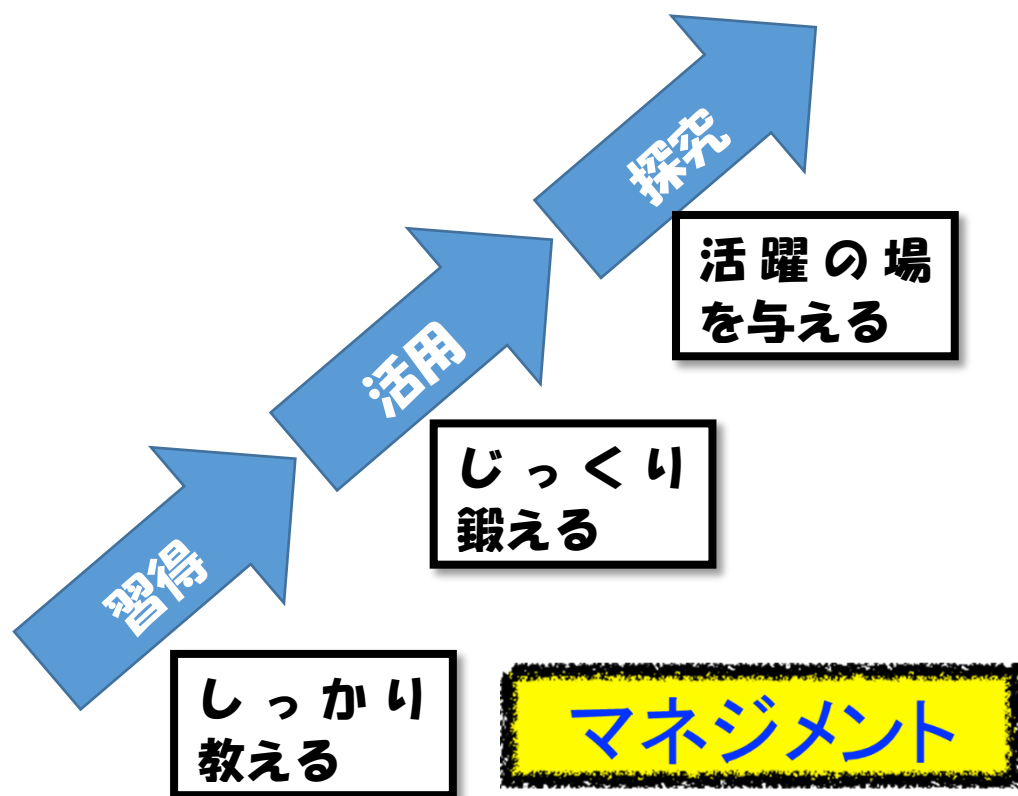 探究
活躍の場
を与える
活用
じっくり
鍛える
習得
しっかり
教える
マネジメント